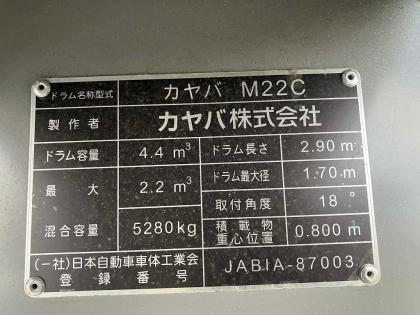 ドラム名称型式 カヤバ M22C
製作者 カヤバ株式会社
ドラム容量 4.4 m³ ドラム長さ 2.90 m
最大 2.2 m³ ドラム最大径 1.70 m
取付角度 18°
混合容量 5280kg 積載物 0.800 m
重心位置
(一社)日本自動車車体工業会 JABIA-87003
登録番号